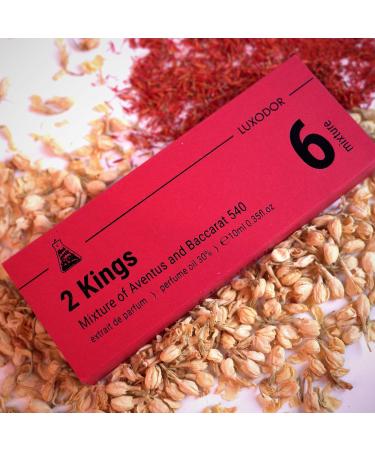 LUXODOR
6
mixture
2 Kings
Mixture of Aventus and Baccarat 540
extrait de parfum ) perfume oil 30% ) ℮10ml 0.35fl.oz